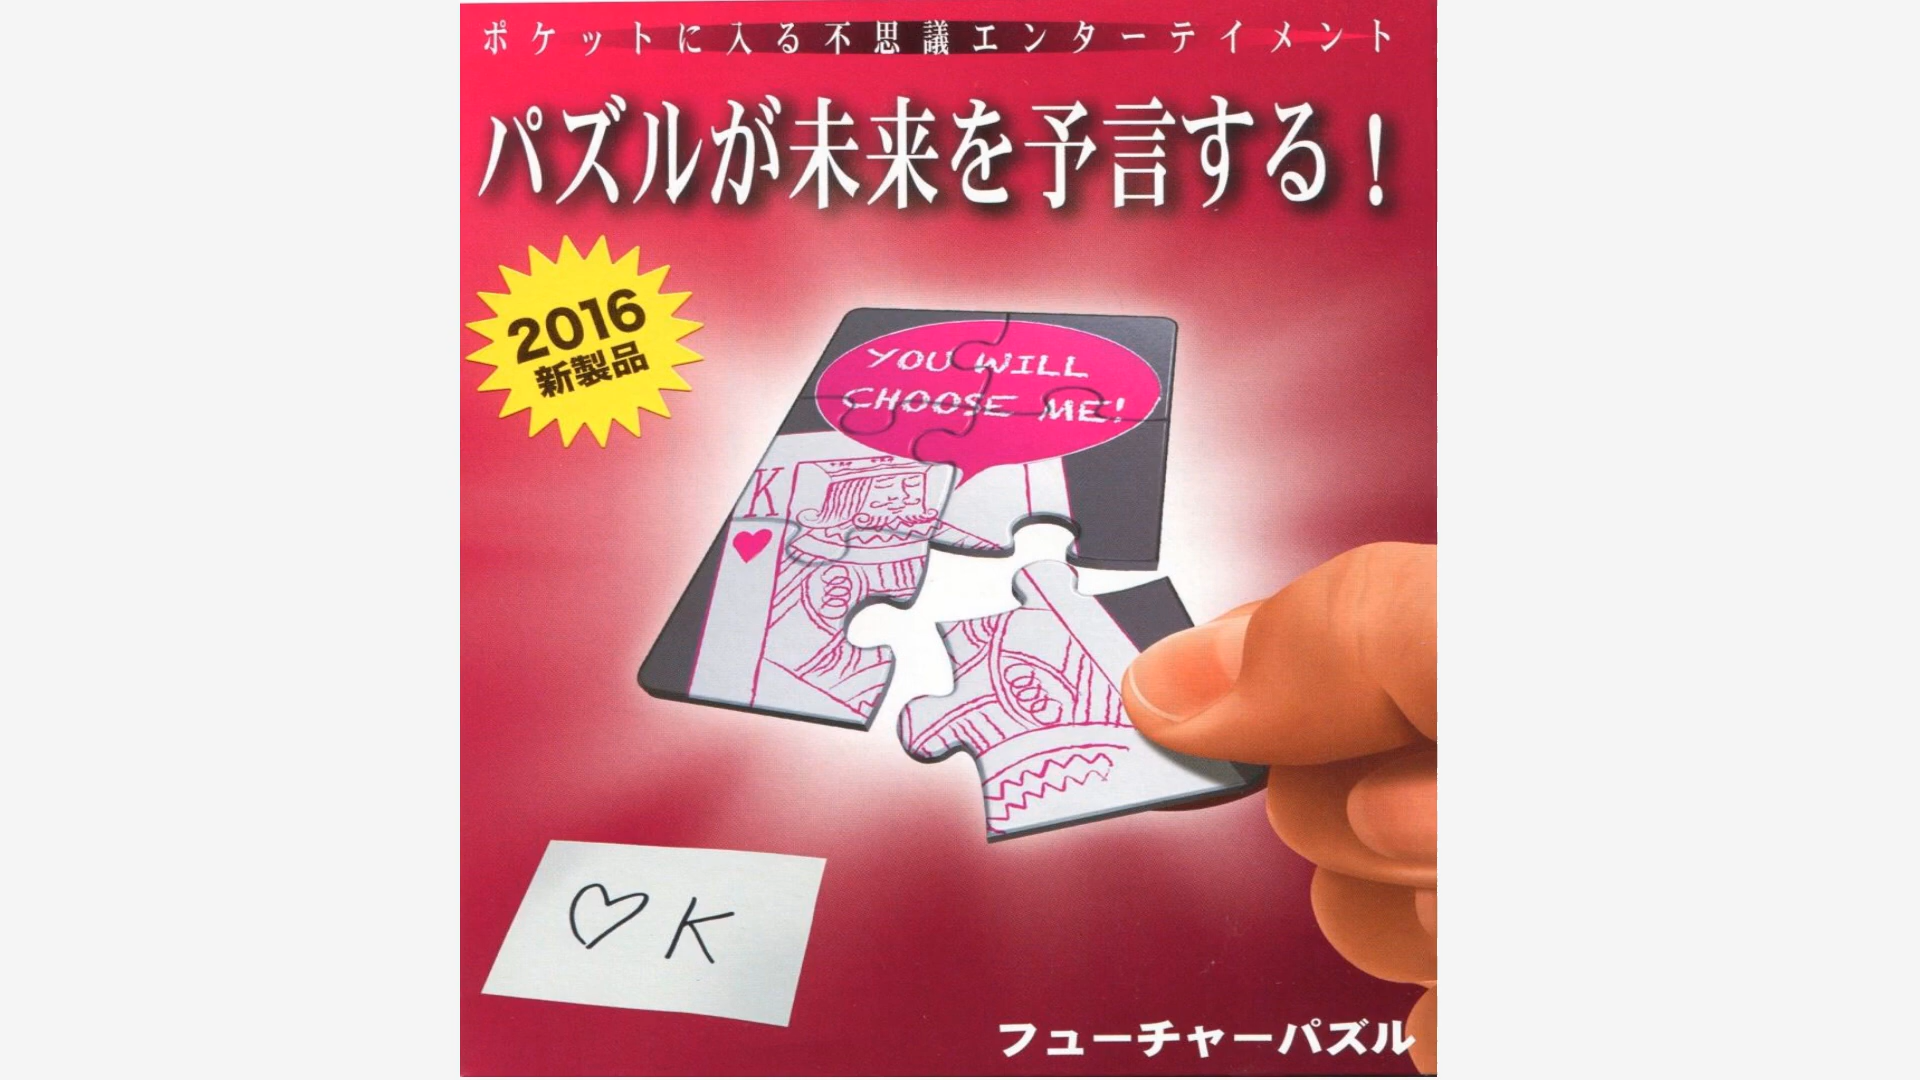 ポケットに入る不思議エンターテイメント
パズルが未来を予言する!
2016
新製品
YOU WILL
CHOOSE ME!
K
♡ K
フューチャーパズル